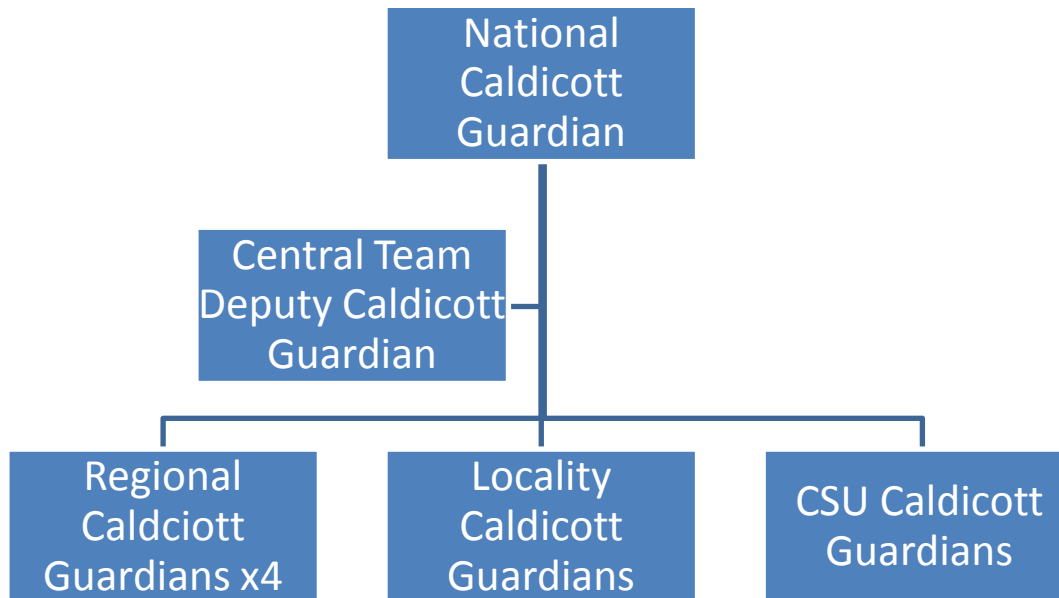 National
Caldicott
Guardian
Central Team
Deputy Caldicott
Guardian
Regional
Caldciott
Guardians x4
Locality
Caldicott
Guardians
CSU Caldicott
Guardians